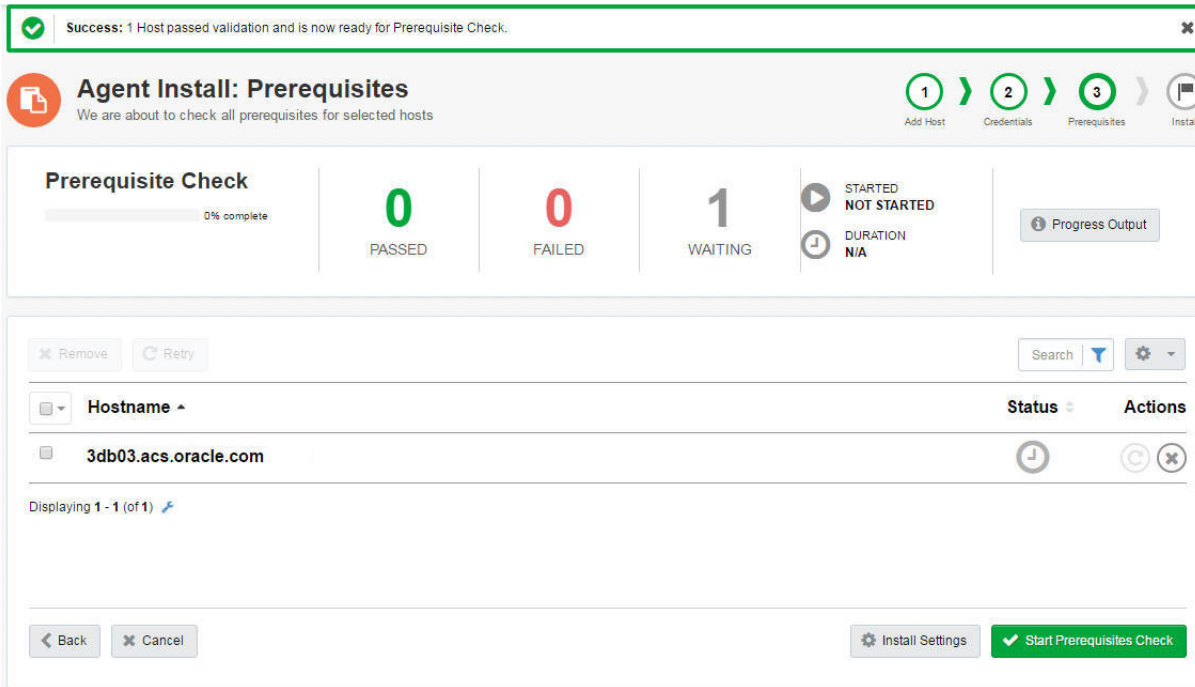 Success: 1 Host passed validation and is now ready for Prerequisite Check.
Agent Install: Prerequisites
We are about to check all prerequisites for selected hosts
1
2
3
Add Host
Credentials
Prerequisites
Instal
Prerequisite Check
0% complete
0
PASSED
0
FAILED
1
WAITING
STARTED
NOT STARTED
DURATION
N/A
Progress Output
Remove
Retry
Search
Hostname
Status
Actions
3db03.acs.oracle.com
Displaying 1 - 1 (of 1)
Back
Cancel
Install Settings
Start Prerequisites Check